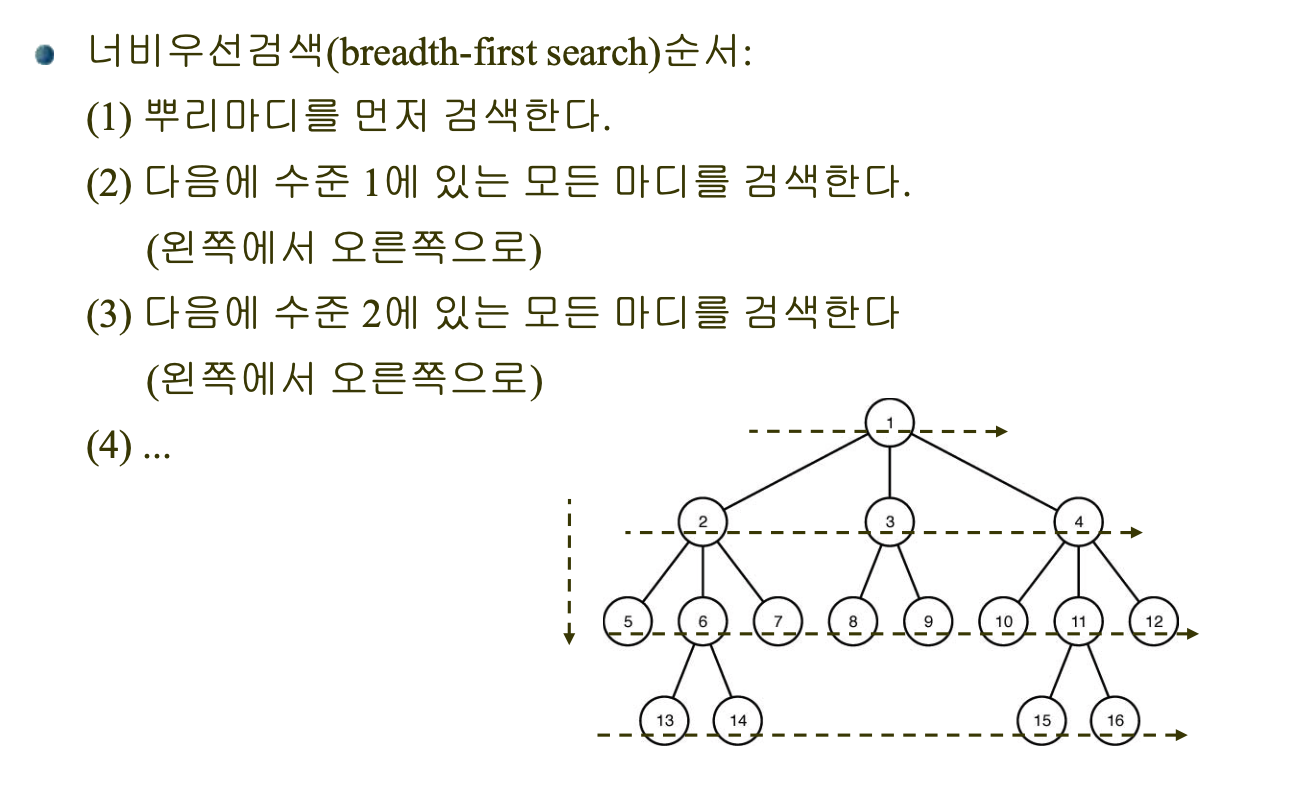 너비우선검색(breadth-first search)순서:
(1) 뿌리마디를 먼저 검색한다.
(2) 다음에 수준 1에 있는 모든 마디를 검색한다.
(왼쪽에서 오른쪽으로)
(3) 다음에 수준 2에 있는 모든 마디를 검색한다
(왼쪽에서 오른쪽으로)
(4) ...
1
2 3 4
5 6 7 8 9 10 11 12
13 14 15 16